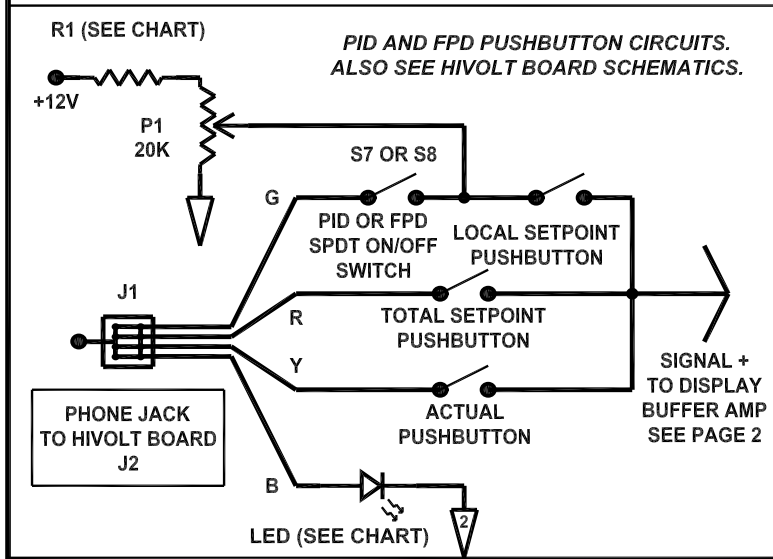 R1 (SEE CHART)
PID AND FPD PUSHBUTTON CIRCUITS.
ALSO SEE HIVOLT BOARD SCHEMATICS.
+12V
P1
20K
S7 OR S8
G
PID OR FPD
SPDT ON/OFF
SWITCH
LOCAL SETPOINT
PUSHBUTTON
J1
R
TOTAL SETPOINT
PUSHBUTTON
Y
ACTUAL
PUSHBUTTON
SIGNAL +
TO DISPLAY
BUFFER AMP
SEE PAGE 2
PHONE JACK
TO HIVOLT BOARD
J2
B
LED (SEE CHART)
2